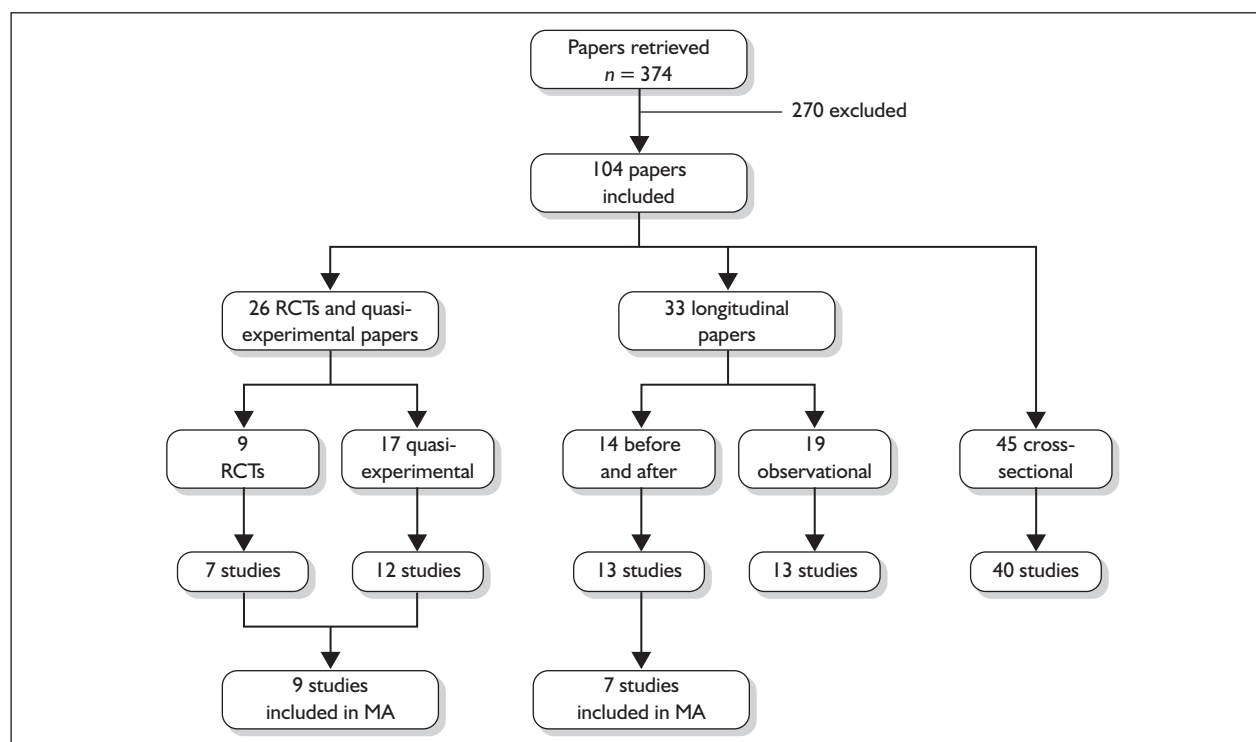 Papers retrieved
n = 374
270 excluded
104 papers
included
26 RCTs and quasi-
experimental papers
33 longitudinal
papers
9
RCTs
17 quasi-
experimental
14 before
and after
19
observational
45 cross-
sectional
7 studies
12 studies
13 studies
13 studies
40 studies
9 studies
included in MA
7 studies
included in MA